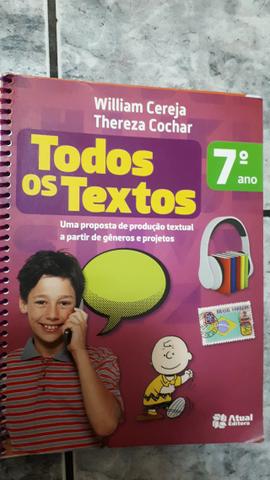 William Cereja
Thereza Cochar
Todos
os Textos
7º
ano
Uma proposta de produção textual
a partir de gêneros e projetos
Atual
Editora